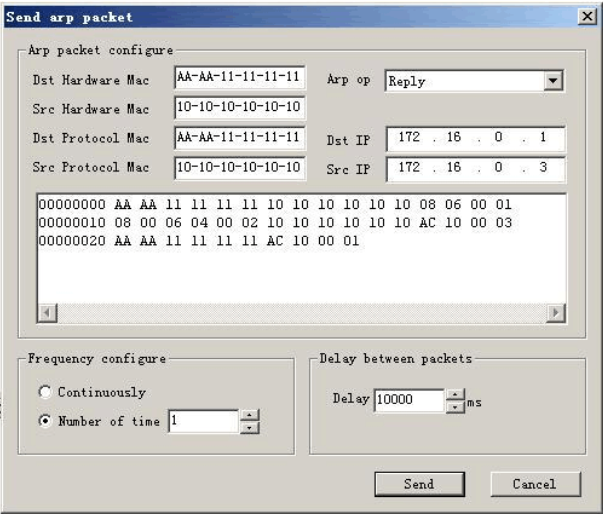 Send arp packet
Arp packet configure
Dst Hardware Mac AA-AA-11-11-11-11 Arp op Reply
Src Hardware Mac 10-10-10-10-10-10
Dst Protocol Mac AA-AA-11-11-11-11 Dst IP 172 . 16 . 0 . 1
Src Protocol Mac 10-10-10-10-10-10 Src IP 172 . 16 . 0 . 3
00000000 AA AA 11 11 11 11 10 10 10 10 10 10 08 06 00 01
00000010 08 00 06 04 00 02 10 10 10 10 10 10 AC 10 00 03
00000020 AA AA 11 11 11 11 AC 10 00 01
Frequency configure
Continuously
Number of time 1
Delay between packets
Delay 10000 ms
Send Cancel